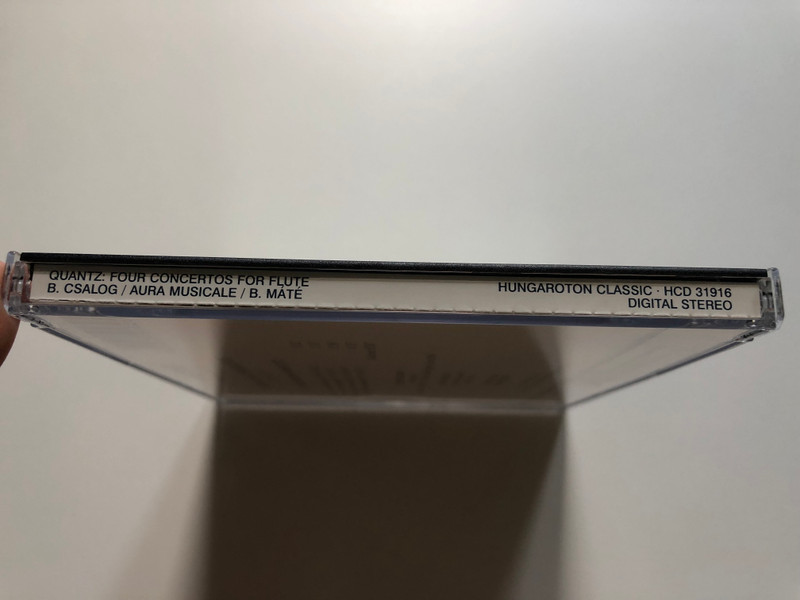 QUANTZ: FOUR CONCERTOS FOR FLUTE
B. CSALOG / AURA MUSICALE / B. MÁTÉ
HUNGAROTON CLASSIC · HCD 31916
DIGITAL STEREO